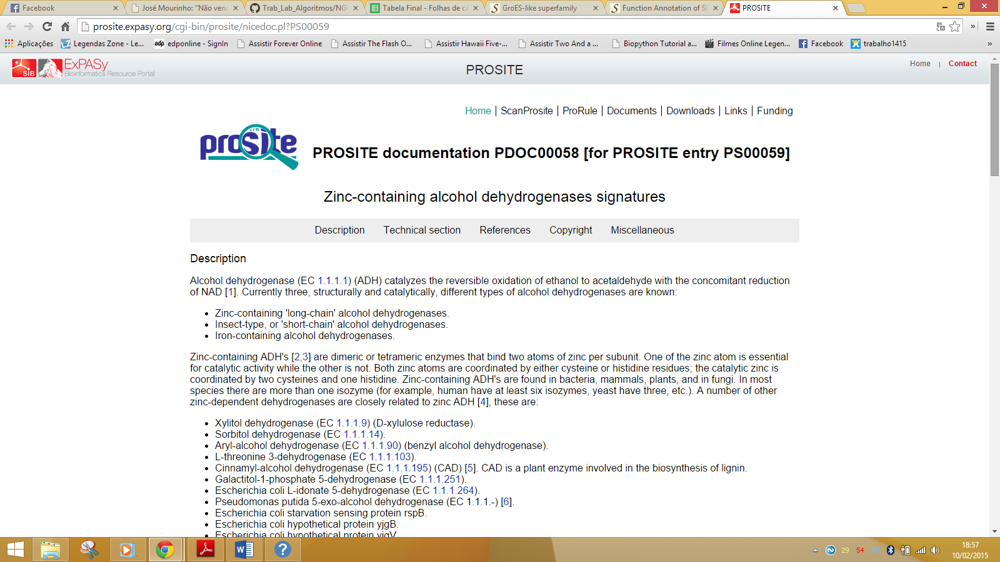 Facebook
José Mourinho: "Não venc
Trab_Lab_Algoritmos/NGO
Tabela Final - Folhas de cá
GroES-like superfamily
Function Annotation of SC
PROSITE
prosite.expasy.org/cgi-bin/prosite/nicedoc.pl?PS00059
Aplicações
Legendas Zone - Le...
edp edponline - SignIn
Assistir Forever Online
Assistir The Flash O...
Assistir Hawaii Five-...
Assistir Two And a ...
Biopython Tutorial a...
Filmes Online Legen...
Facebook
trabalho1415
»
SIB ExPASy
Bioinformatics Resource Portal
PROSITE
Home | Contact
Home | ScanProsite | ProRule | Documents | Downloads | Links | Funding
prosite
PROSITE documentation PDOC00058 [for PROSITE entry PS00059]
Zinc-containing alcohol dehydrogenases signatures
Description Technical section References Copyright Miscellaneous
Description
Alcohol dehydrogenase (EC 1.1.1.1) (ADH) catalyzes the reversible oxidation of ethanol to acetaldehyde with the concomitant reduction
of NAD [1]. Currently three, structurally and catalytically, different types of alcohol dehydrogenases are known:
• Zinc-containing 'long-chain' alcohol dehydrogenases.
• Insect-type, or 'short-chain' alcohol dehydrogenases.
• Iron-containing alcohol dehydrogenases.
Zinc-containing ADH's [2,3] are dimeric or tetrameric enzymes that bind two atoms of zinc per subunit. One of the zinc atom is essential
for catalytic activity while the other is not. Both zinc atoms are coordinated by either cysteine or histidine residues; the catalytic zinc is
coordinated by two cysteines and one histidine. Zinc-containing ADH's are found in bacteria, mammals, plants, and in fungi. In most
species there are more than one isozyme (for example, human have at least six isozymes, yeast have three, etc.). A number of other
zinc-dependent dehydrogenases are closely related to zinc ADH [4], these are:
• Xylitol dehydrogenase (EC 1.1.1.9) (D-xylulose reductase).
• Sorbitol dehydrogenase (EC 1.1.1.14).
• Aryl-alcohol dehydrogenase (EC 1.1.1.90) (benzyl alcohol dehydrogenase).
• L-threonine 3-dehydrogenase (EC 1.1.1.103).
• Cinnamyl-alcohol dehydrogenase (EC 1.1.1.195) (CAD) [5]. CAD is a plant enzyme involved in the biosynthesis of lignin.
• Galactitol-1-phosphate 5-dehydrogenase (EC 1.1.1.251).
• Escherichia coli L-idonate 5-dehydrogenase (EC 1.1.1.264).
• Pseudomonas putida 5-exo-alcohol dehydrogenase (EC 1.1.1.-) [6].
• Escherichia coli starvation sensing protein rspB.
• Escherichia coli hypothetical protein yjgB.
• Escherichia coli hypothetical protein yjgV.
29 54
18:57
10/02/2015